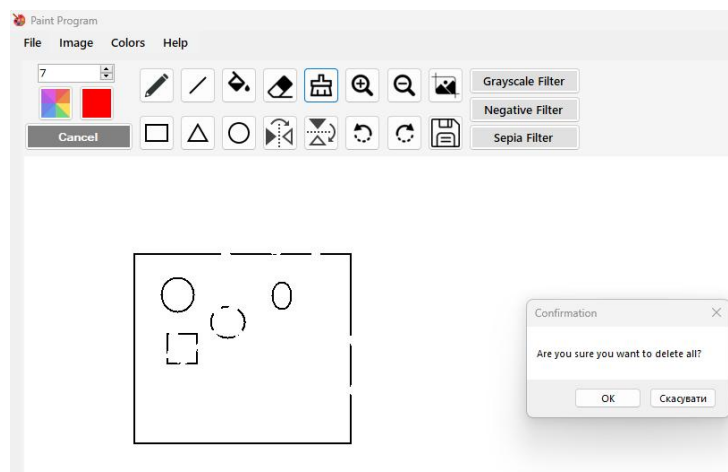 Paint Program
File Image Colors Help
7
Grayscale Filter
Negative Filter
Cancel
Sepia Filter
Confirmation
Are you sure you want to delete all?
OK Скасувати